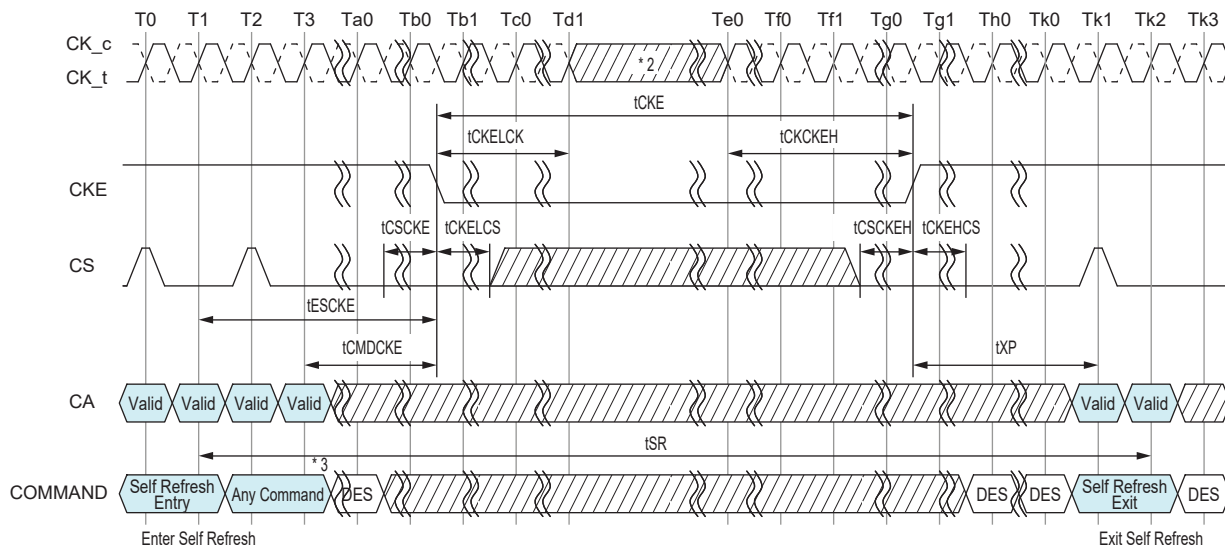 T0 T1 T2 T3 Ta0 Tb0 Tb1 Tc0 Td1 Te0 Tf0 Tf1 Tg0 Tg1 Th0 Tk0 Tk1 Tk2 Tk3
CK_c
CK_t
* 2
tCKE
tCKELCK tCKCKEH
CKE
tCSCKE tCKELCS tCSCKEH tCKEHCS
CS
tESCKE
tCMDCKE tXP
CA Valid Valid Valid Valid Valid Valid
tSR
* 3
COMMAND Self Refresh Entry Any Command DES DES DES Self Refresh Exit DES
Enter Self Refresh Exit Self Refresh